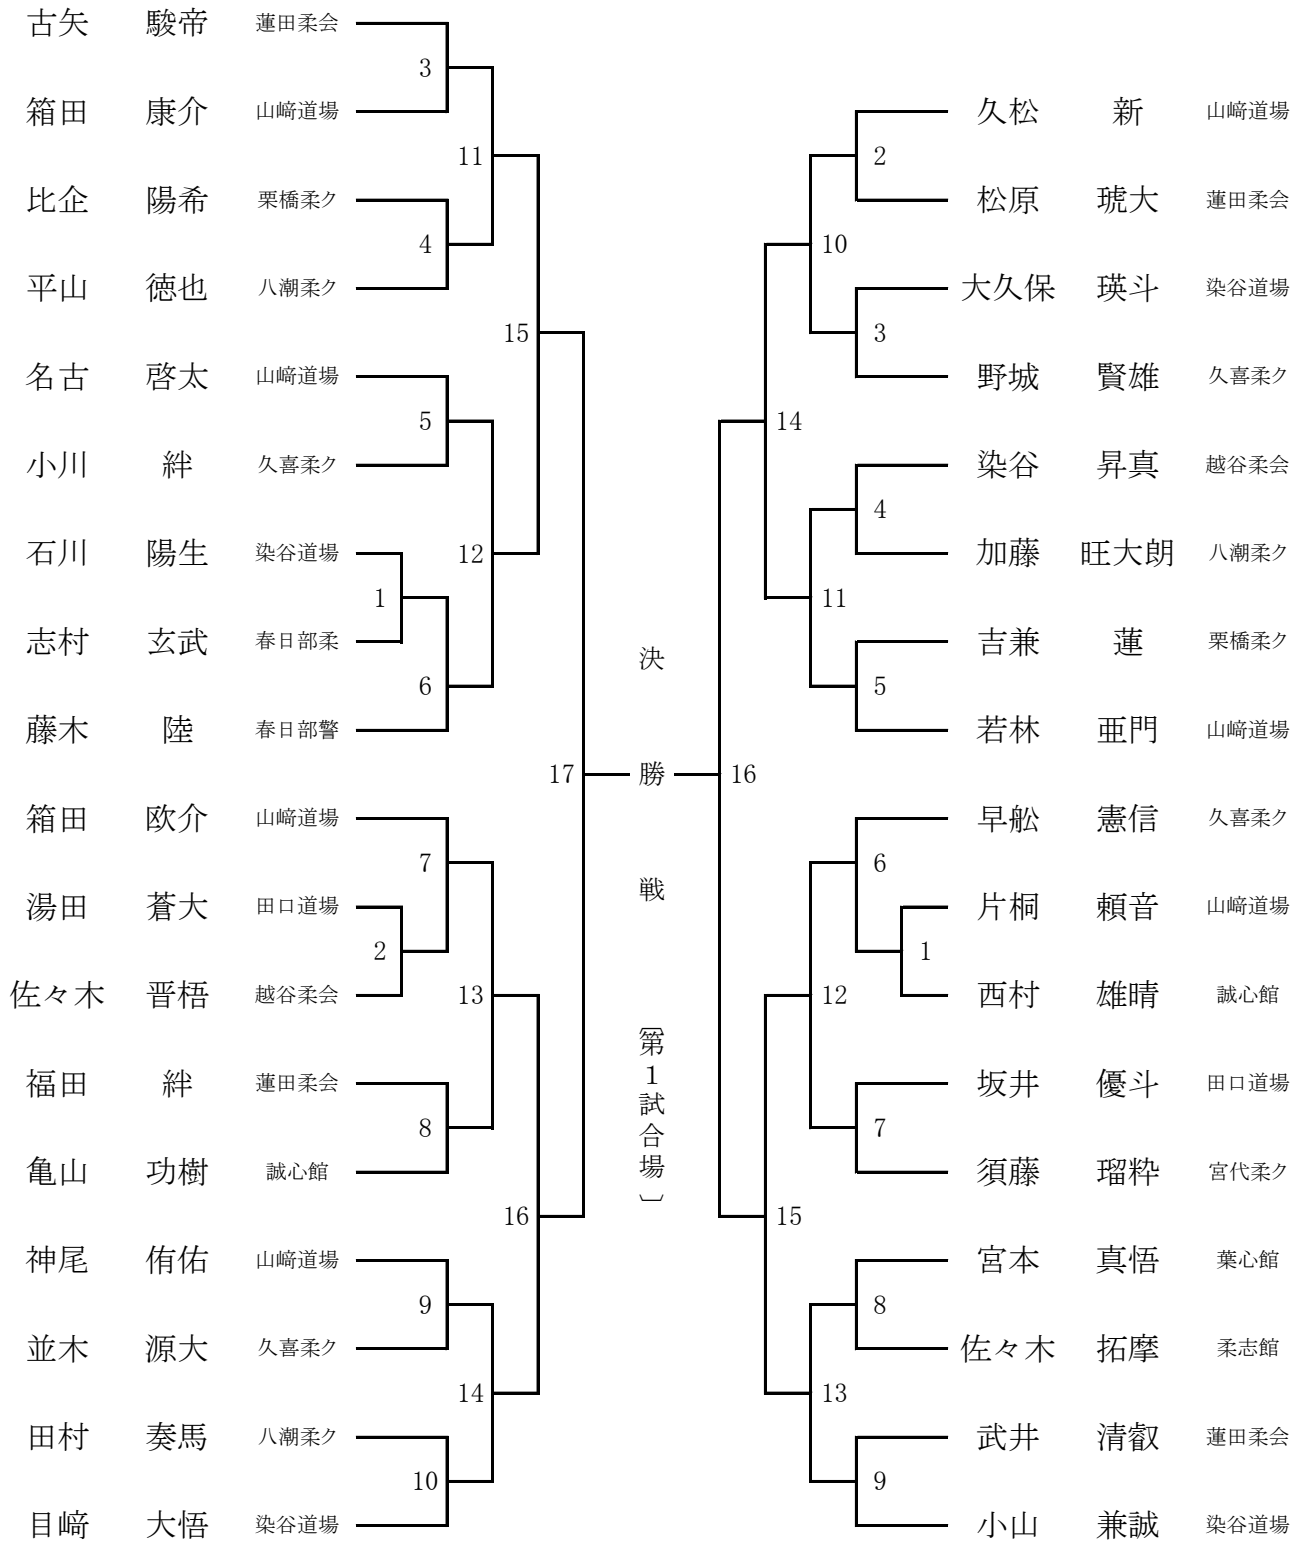 古矢 駿帝 蓮田柔会
3
箱田 康介 山﨑道場
11
比企 陽希 栗橋柔ク
4
平山 徳也 八潮柔ク
15
名古 啓太 山﨑道場
5
小川 絆 久喜柔ク
12
石川 陽生 染谷道場
1
志村 玄武 春日部柔
6
藤木 陸 春日部警
17
箱田 欧介 山﨑道場
7
湯田 蒼大 田口道場
2
佐々木 晋梧 越谷柔会
13
福田 絆 蓮田柔会
8
亀山 功樹 誠心館
16
神尾 侑佑 山﨑道場
9
並木 源大 久喜柔ク
14
田村 奏馬 八潮柔ク
10
目﨑 大悟 染谷道場
決勝戦
〔第1試合場〕
久松 新 山﨑道場
2
松原 琥大 蓮田柔会
10
大久保 瑛斗 染谷道場
3
野城 賢雄 久喜柔ク
14
染谷 昇真 越谷柔会
4
加藤 旺大朗 八潮柔ク
11
吉兼 蓮 栗橋柔ク
5
若林 亜門 山﨑道場
16
早舩 憲信 久喜柔ク
6
片桐 頼音 山﨑道場
1
西村 雄晴 誠心館
12
坂井 優斗 田口道場
7
須藤 瑠粋 宮代柔ク
15
宮本 真悟 葉心館
8
佐々木 拓摩 柔志館
13
武井 清叡 蓮田柔会
9
小山 兼誠 染谷道場